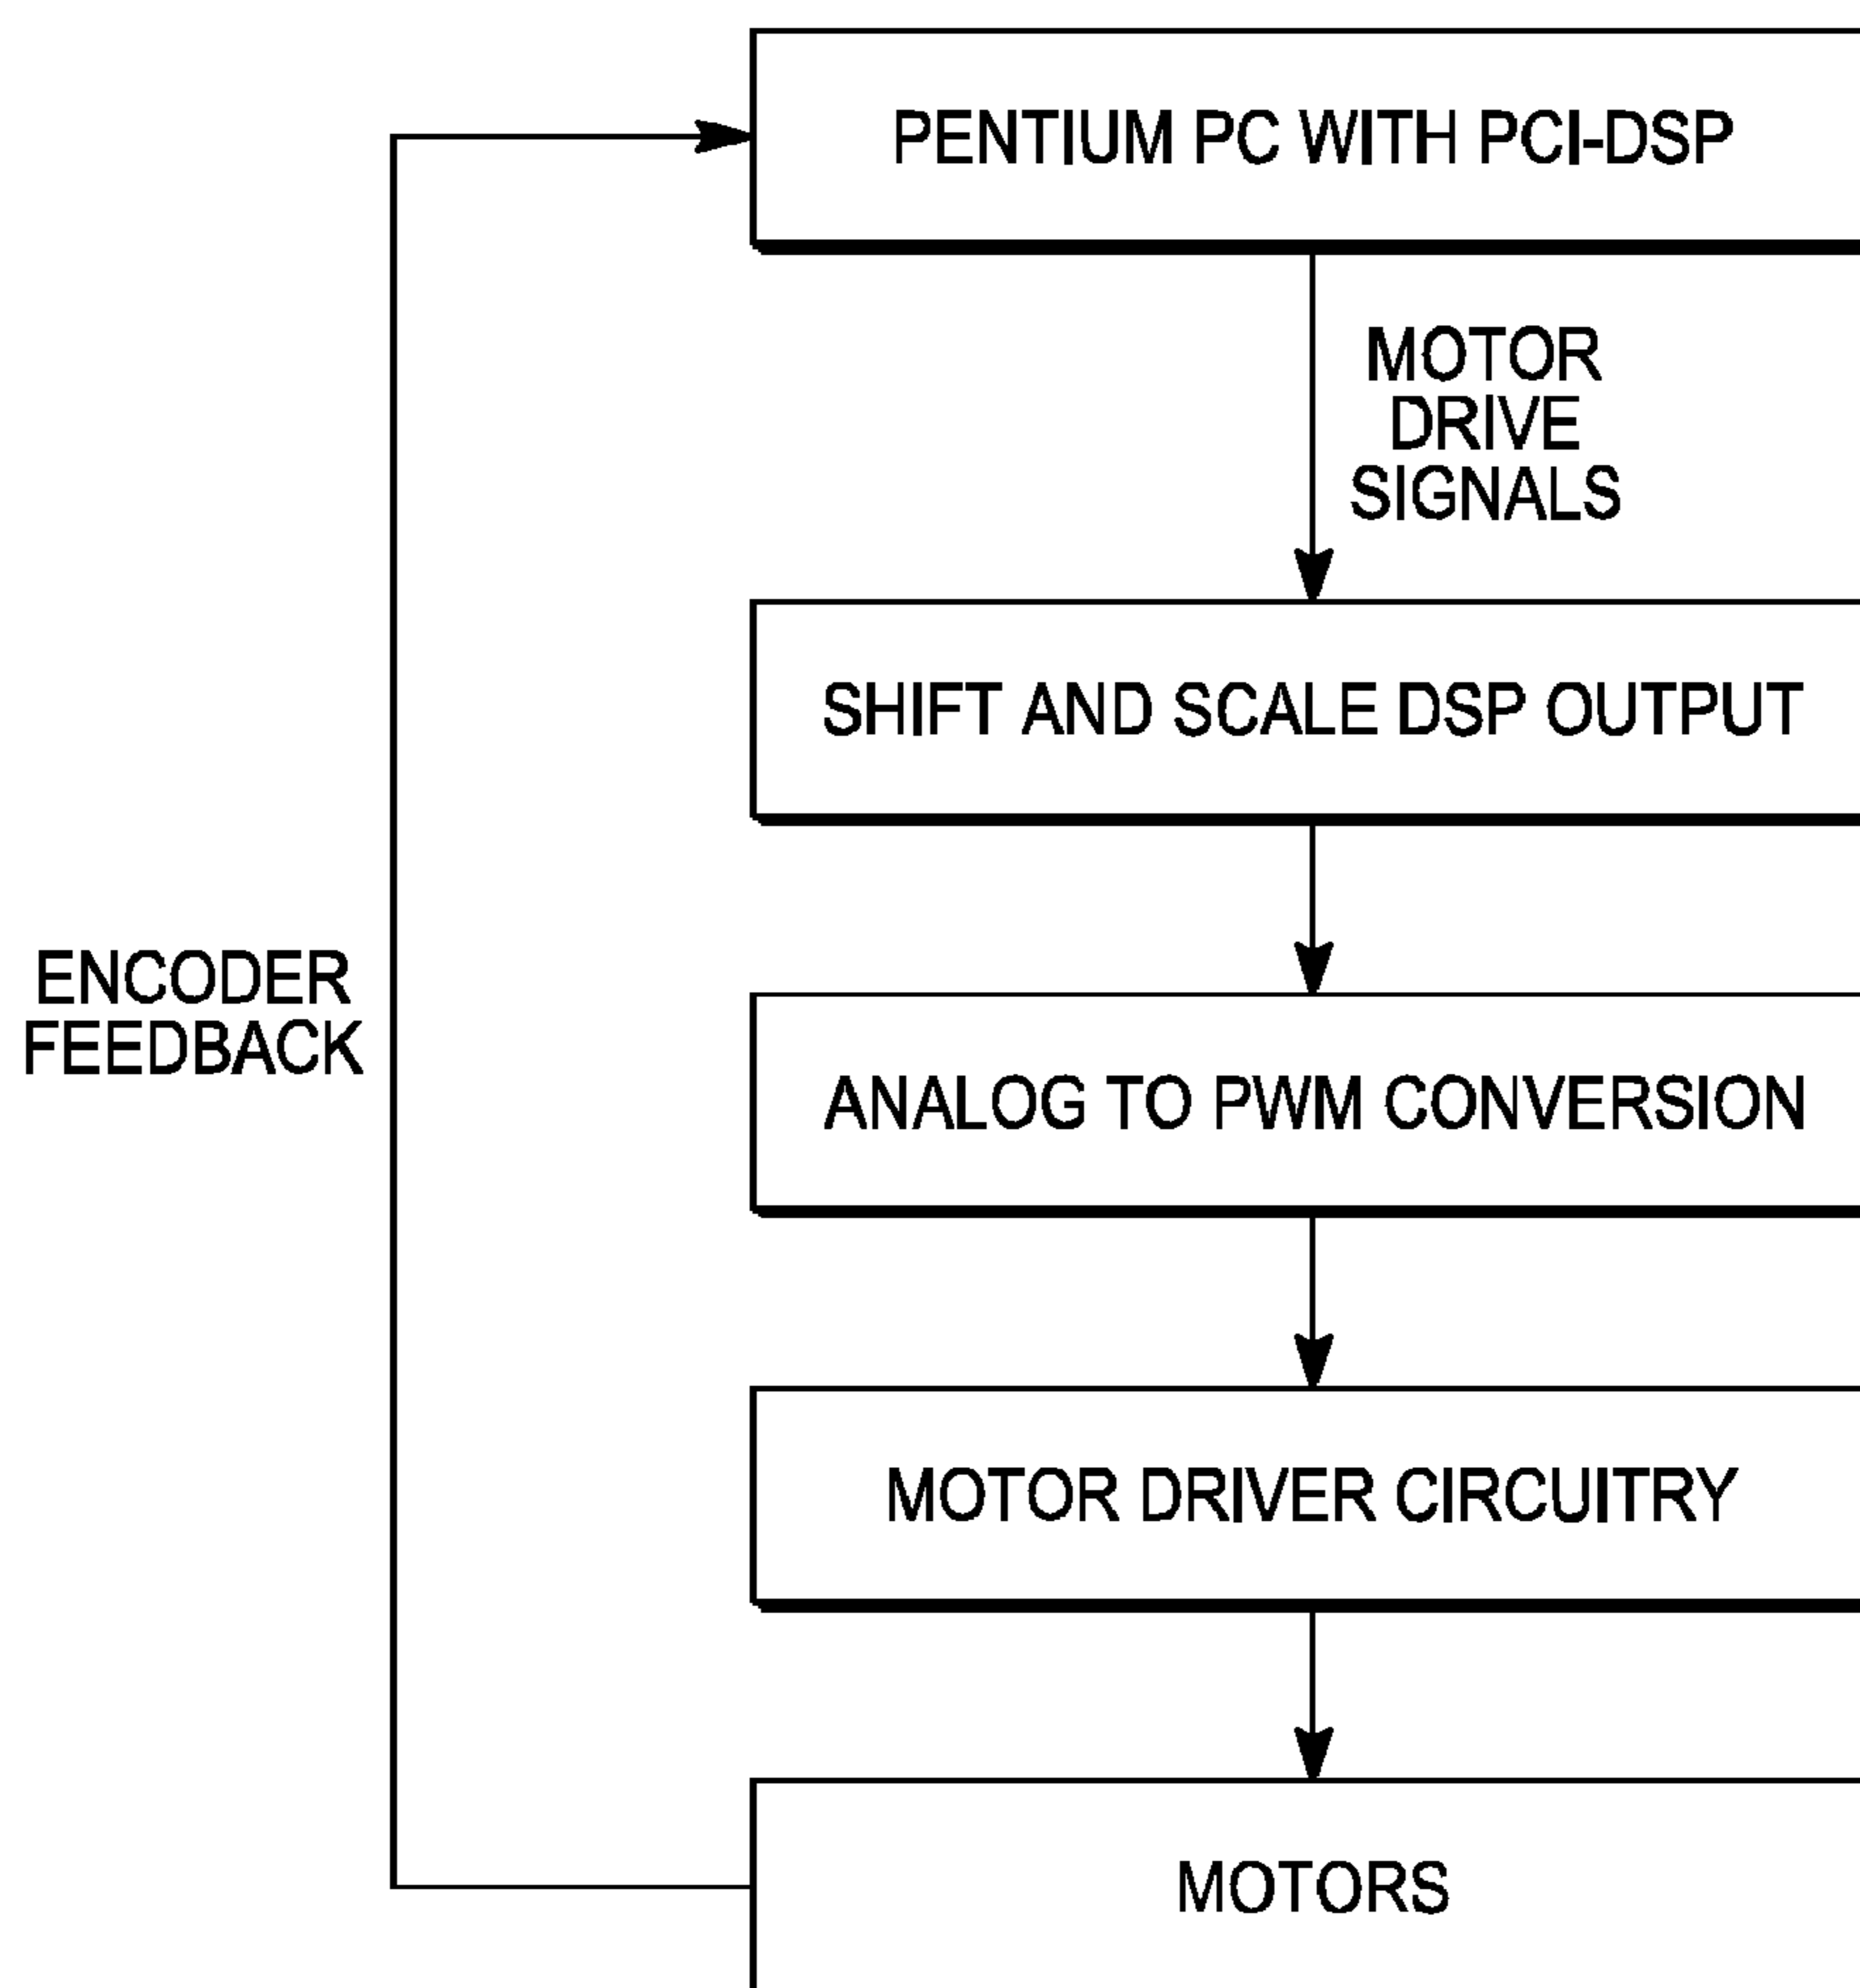 PENTIUM PC WITH PCI-DSP
MOTOR
DRIVE
SIGNALS
SHIFT AND SCALE DSP OUTPUT
ENCODER
FEEDBACK
ANALOG TO PWM CONVERSION
MOTOR DRIVER CIRCUITRY
MOTORS